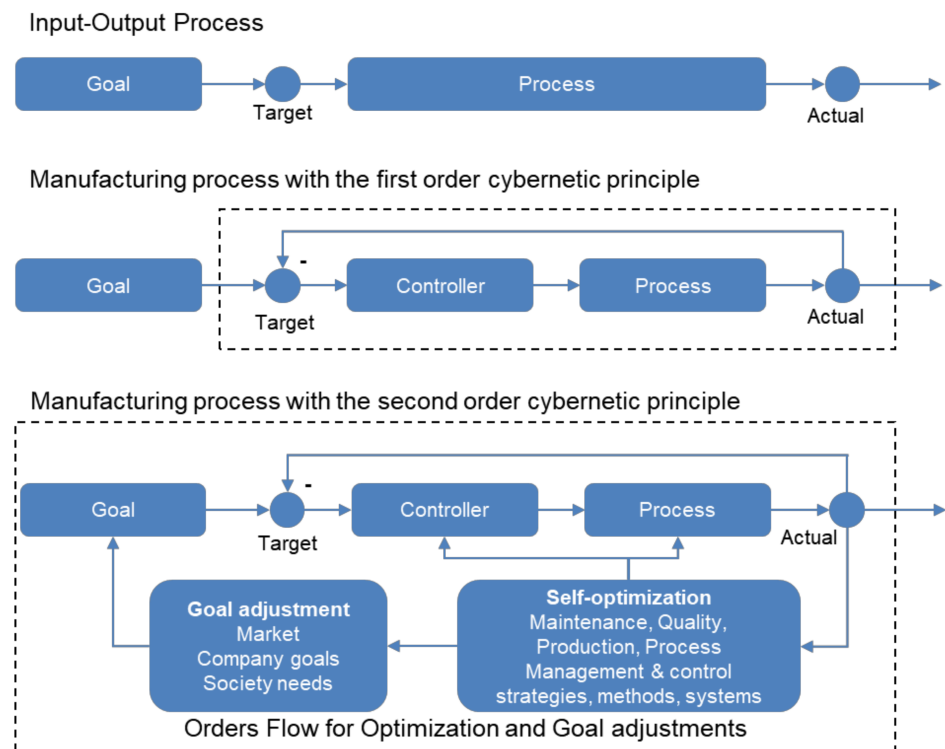 Input-Output Process
Goal
Process
Target
Actual
Manufacturing process with the first order cybernetic principle
-
Goal
Controller
Process
Target
Actual
Manufacturing process with the second order cybernetic principle
-
Goal
Controller
Process
Target
Actual
Goal adjustment
Market
Company goals
Society needs
Self-optimization
Maintenance, Quality,
Production, Process
Management & control
strategies, methods, systems
Orders Flow for Optimization and Goal adjustments